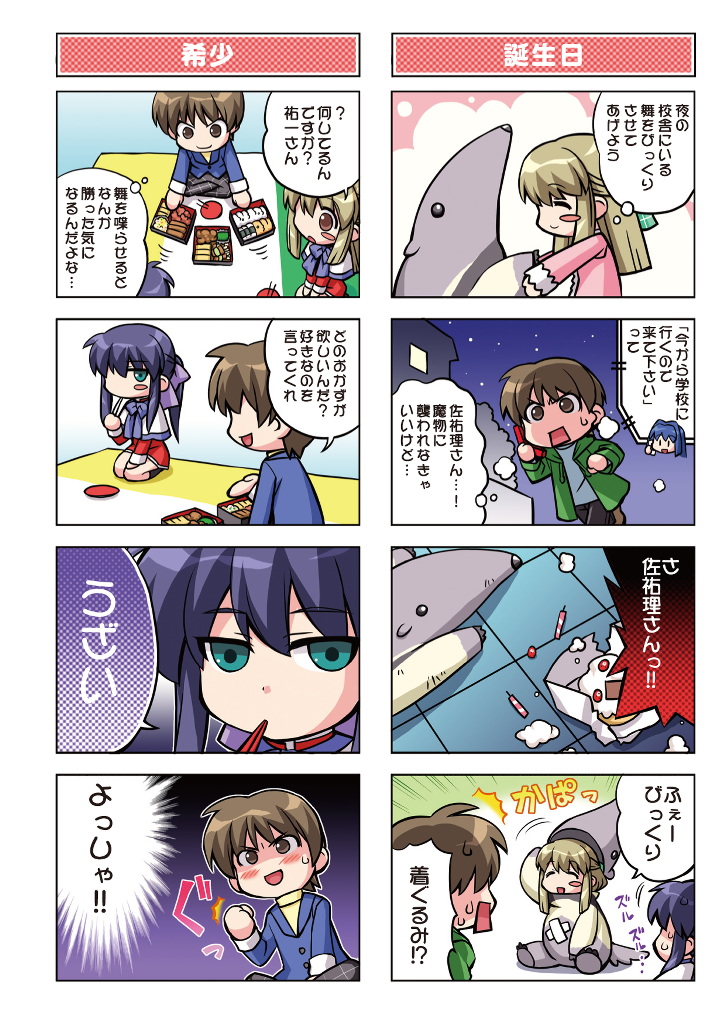 誕生日
夜の
校舎にいる
舞をびっくり
させて
あげよう
「今から学校に
行くので
来て下さい」
って
佐祐理さん…!
魔物に
襲われなきゃ
いいけど…
さ
佐祐理さんっ!!
ふぇー
びっくり
かぱっ
ズル
ズル…
着ぐるみ!?
希少
?
何してるん
ですか?
祐一さん
舞を喋らせると
なんか
勝った気に
なるんだよな…
どのおかずが
欲しいんだ?
好きなのを
言ってくれ
うざい
よっしゃ!!
ぐっ